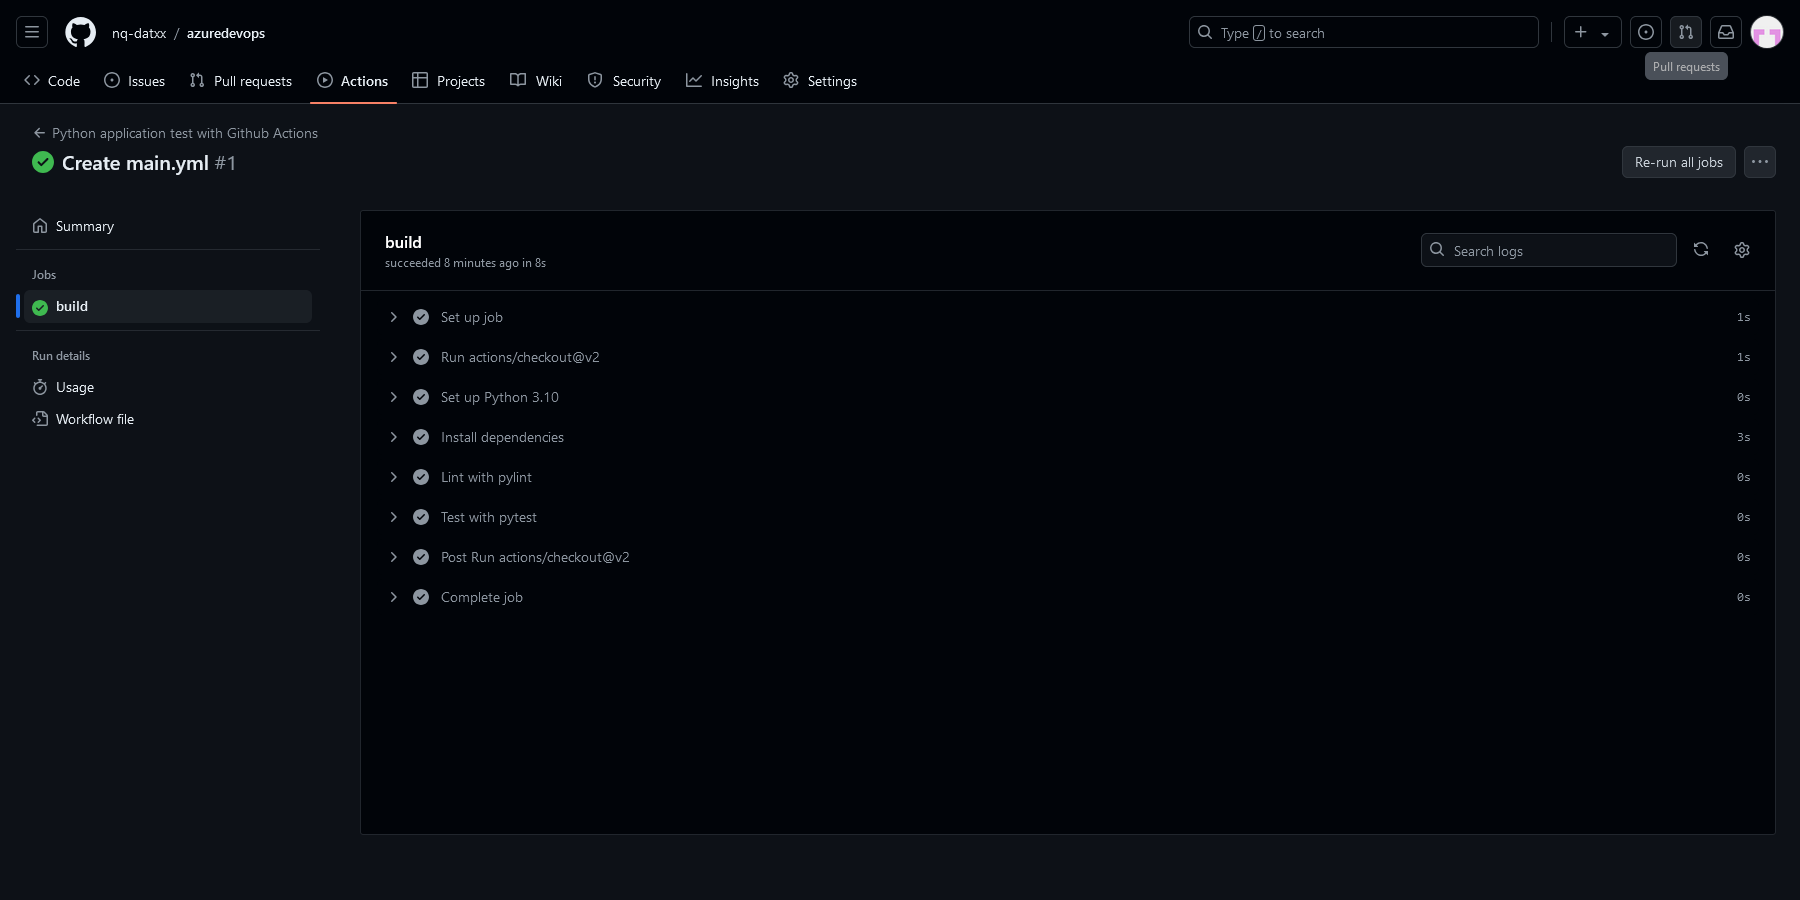 nq-datxx / azuredevops
Type / to search
Pull requests
Code
Issues
Pull requests
Actions
Projects
Wiki
Security
Insights
Settings
Python application test with Github Actions
Create main.yml #1
Re-run all jobs
Summary
Jobs
build
Run details
Usage
Workflow file
build
succeeded 8 minutes ago in 8s
Search logs
Set up job 1s
Run actions/checkout@v2 1s
Set up Python 3.10 0s
Install dependencies 3s
Lint with pylint 0s
Test with pytest 0s
Post Run actions/checkout@v2 0s
Complete job 0s